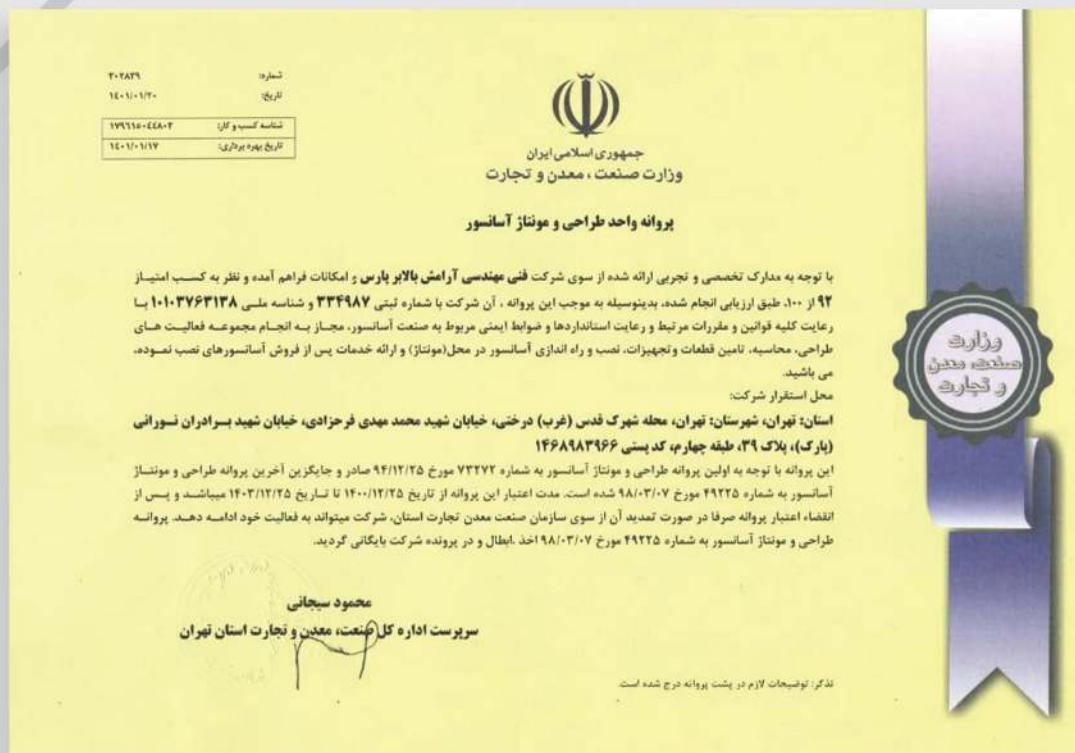 شماره: ۳۰۲۸۳۹
تاریخ: ۱۴۰۱/۰۱/۲۰
شناسه کسب و کار: ۱۷۹۶۱۵۰۴۴۸۰۲
تاریخ بهره برداری: ۱۴۰۱/۰۱/۱۷
جمهوری اسلامی ایران
وزارت صنعت ، معدن و تجارت
پروانه واحد طراحی و مونتاژ آسانسور
با توجه به مدارک تخصصی و تجربی ارائه شده از سوی شرکت فنی مهندسی آرامش بالابر پارس و امکانات فراهم آمده و نظر به کسب امتیاز
۹۲ از ۱۰۰، طبق ارزیابی انجام شده، بدینوسیله به موجب این پروانه ، آن شرکت با شماره ثبتی ۳۳۴۹۸۷ و شناسه ملی ۱۰۱۰۳۷۶۳۱۳۸ با
رعایت کلیه قوانین و مقررات مرتبط و رعایت استانداردها و ضوابط ایمنی مربوط به صنعت آسانسور، مجاز به انجام مجموعه فعالیت های
طراحی، محاسبه، تامین قطعات وتجهیزات، نصب و راه اندازی آسانسور در محل(مونتاژ) و ارائه خدمات پس از فروش آسانسورهای نصب نموده،
می باشید.
محل استقرار شرکت:
استان: تهران، شهرستان: تهران، محله شهرک قدس (غرب) درختی، خیابان شهید محمد مهدی فرحزادی، خیابان شهید برادران نورانی
(پارک)، پلاک ۳۹، طبقه چهارم، کد پستی ۱۴۶۸۹۸۳۹۶۶
این پروانه با توجه به اولین پروانه طراحی و مونتاژ آسانسور به شماره ۷۳۲۷۲ مورخ ۹۴/۱۲/۲۵ صادر و جایگزین آخرین پروانه طراحی و مونتاژ
آسانسور به شماره ۴۹۲۲۵ مورخ ۹۸/۰۳/۰۷ شده است. مدت اعتبار این پروانه از تاریخ ۱۴۰۰/۱۲/۲۵ تا تاریخ ۱۴۰۳/۱۲/۲۵ میباشد و پس از
انقضاء اعتبار پروانه صرفا در صورت تمدید آن از سوی سازمان صنعت معدن تجارت استان، شرکت میتواند به فعالیت خود ادامه دهد. پروانه
طراحی و مونتاژ آسانسور به شماره ۴۹۲۲۵ مورخ ۹۸/۰۳/۰۷ اخذ ،ابطال و در پرونده شرکت بایگانی گردید.
محمود سیجانی
سرپرست اداره کل صنعت، معدن و تجارت استان تهران
تذکر: توضیحات لازم در پشت پروانه درج شده است.
وزارت
صنعت، معدن
و تجارت